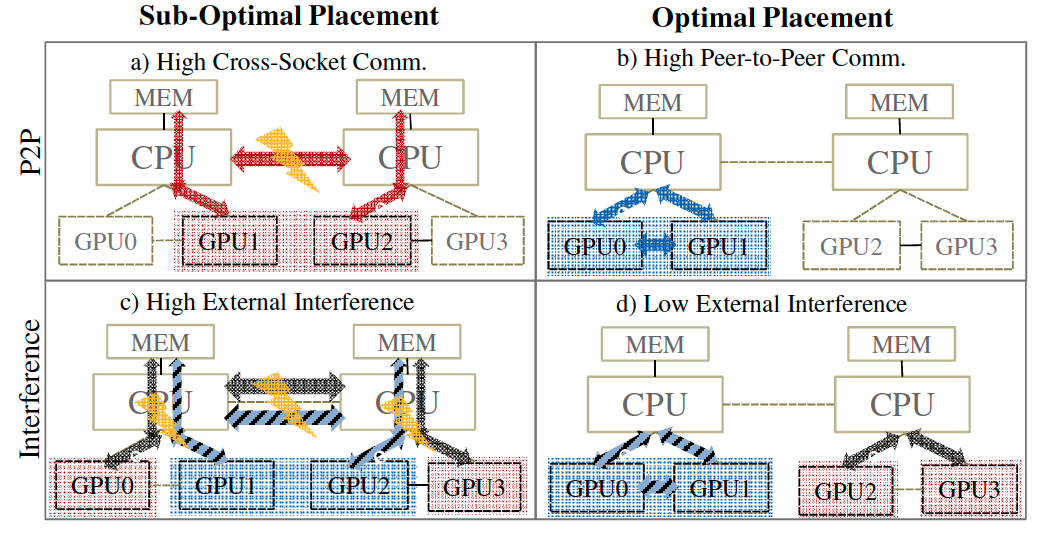 Sub-Optimal Placement
Optimal Placement
P2P
a) High Cross-Socket Comm.
MEM
MEM
CPU
CPU
GPU0
GPU1
GPU2
GPU3
b) High Peer-to-Peer Comm.
MEM
MEM
CPU
CPU
GPU0
GPU1
GPU2
GPU3
Interference
c) High External Interference
MEM
MEM
CPU
CPU
GPU0
GPU1
GPU2
GPU3
d) Low External Interference
MEM
MEM
CPU
CPU
GPU0
GPU1
GPU2
GPU3